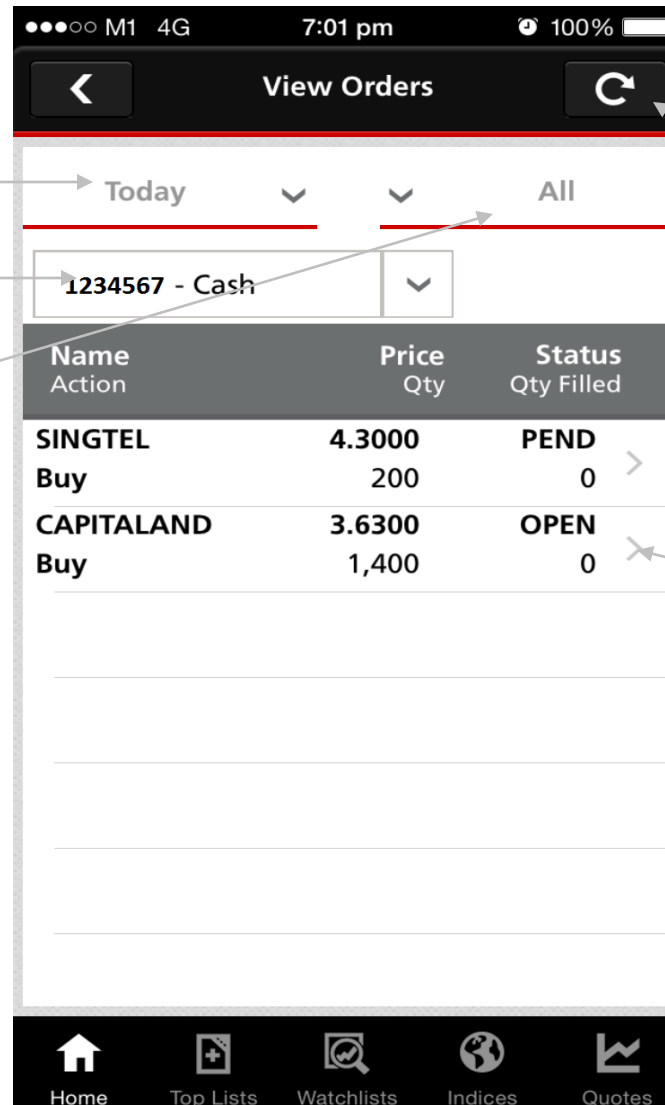 M1 4G 7:01 pm 100%
View Orders
Today All
1234567 - Cash
Name Price Status
Action Qty Qty Filled
SINGTEL 4.3000 PEND
Buy 200 0
CAPITALAND 3.6300 OPEN
Buy 1,400 0
Home Top Lists Watchlists Indices Quotes